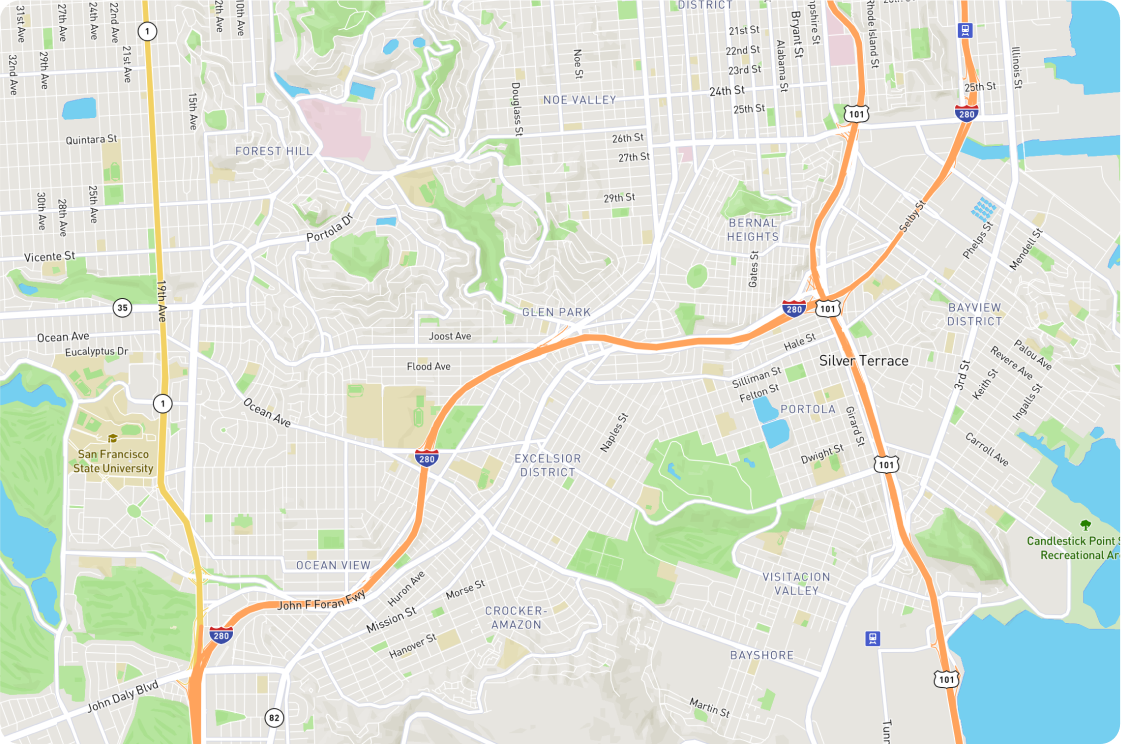 31st Ave
27th Ave
24th Ave
22nd Ave
21st Ave
1
DISTRICT
Bryant St
Rhode Island St
32nd Ave
29th Ave
15th Ave
Noe St
21st St
22nd St
23rd St
24th St
25th St
Alabama St
Illinois St
25th St
Douglass St
NOE VALLEY
101
280
Quintara St
FOREST HILL
26th St
27th St
29th St
30th Ave
28th Ave
25th Ave
Portola Dr
BERNAL
HEIGHTS
Selby St
Phelps St
Mendell St
Vicente St
Gates St
35
19th Ave
GLEN PARK
280
101
BAYVIEW
DISTRICT
Ocean Ave
Eucalyptus Dr
Joost Ave
Hale St
Silver Terrace
Palou Ave
Revere Ave
Flood Ave
Silliman St
Felton St
3rd St
Keith St
Ingalls St
1
Ocean Ave
Naples St
PORTOLA
Girard St
San Francisco
State University
280
EXCELSIOR
DISTRICT
Dwight St
101
Carroll Ave
Candlestick Point
Recreational
OCEAN VIEW
Huron Ave
Morse St
VISITACION
VALLEY
John F Foran Fwy
Mission St
CROCKER-
AMAZON
280
Hanover St
BAYSHORE
101
John Daly Blvd
82
Martin St